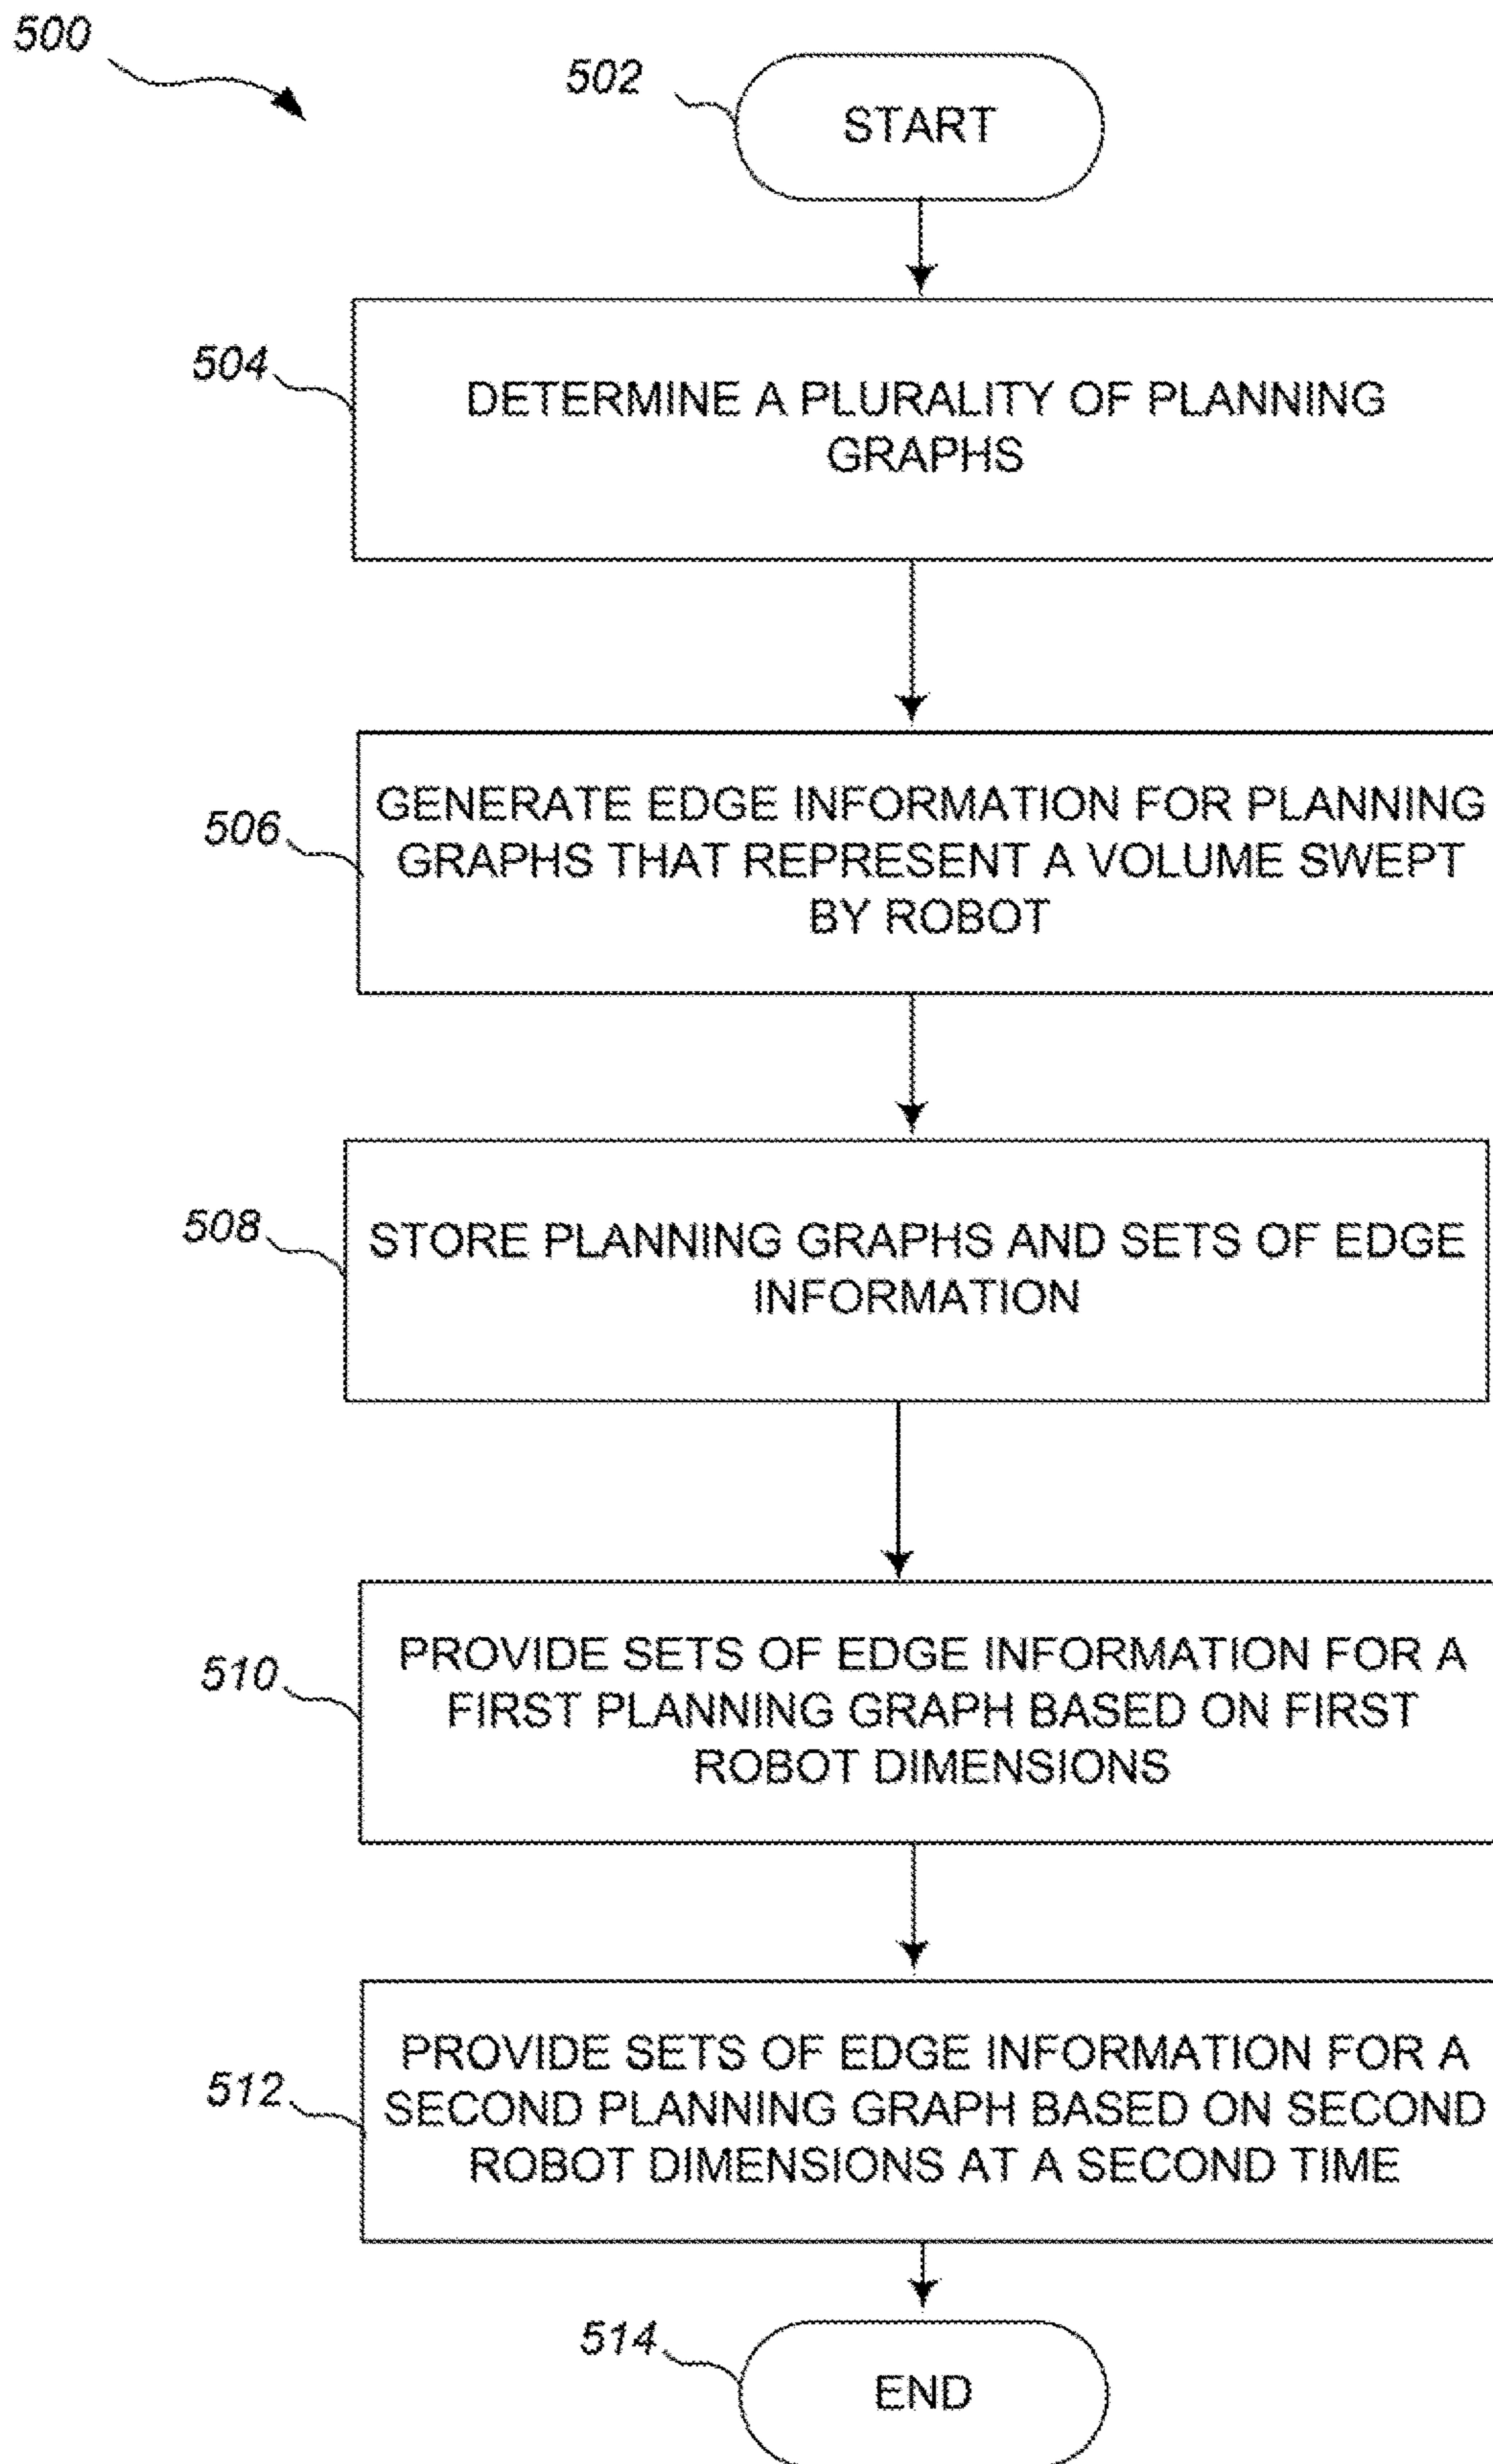 500
502
START
504
DETERMINE A PLURALITY OF PLANNING
GRAPHS
506
GENERATE EDGE INFORMATION FOR PLANNING
GRAPHS THAT REPRESENT A VOLUME SWEPT
BY ROBOT
508
STORE PLANNING GRAPHS AND SETS OF EDGE
INFORMATION
510
PROVIDE SETS OF EDGE INFORMATION FOR A
FIRST PLANNING GRAPH BASED ON FIRST
ROBOT DIMENSIONS
512
PROVIDE SETS OF EDGE INFORMATION FOR A
SECOND PLANNING GRAPH BASED ON SECOND
ROBOT DIMENSIONS AT A SECOND TIME
514
END